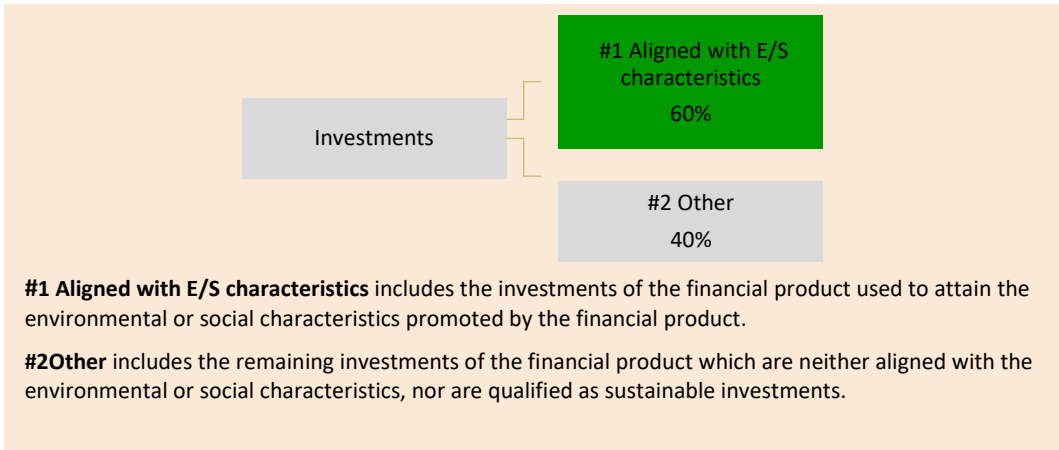 #1 Aligned with E/S
characteristics
60%
Investments
#2 Other
40%
#1 Aligned with E/S characteristics includes the investments of the financial product used to attain the
environmental or social characteristics promoted by the financial product.
#2Other includes the remaining investments of the financial product which are neither aligned with the
environmental or social characteristics, nor are qualified as sustainable investments.